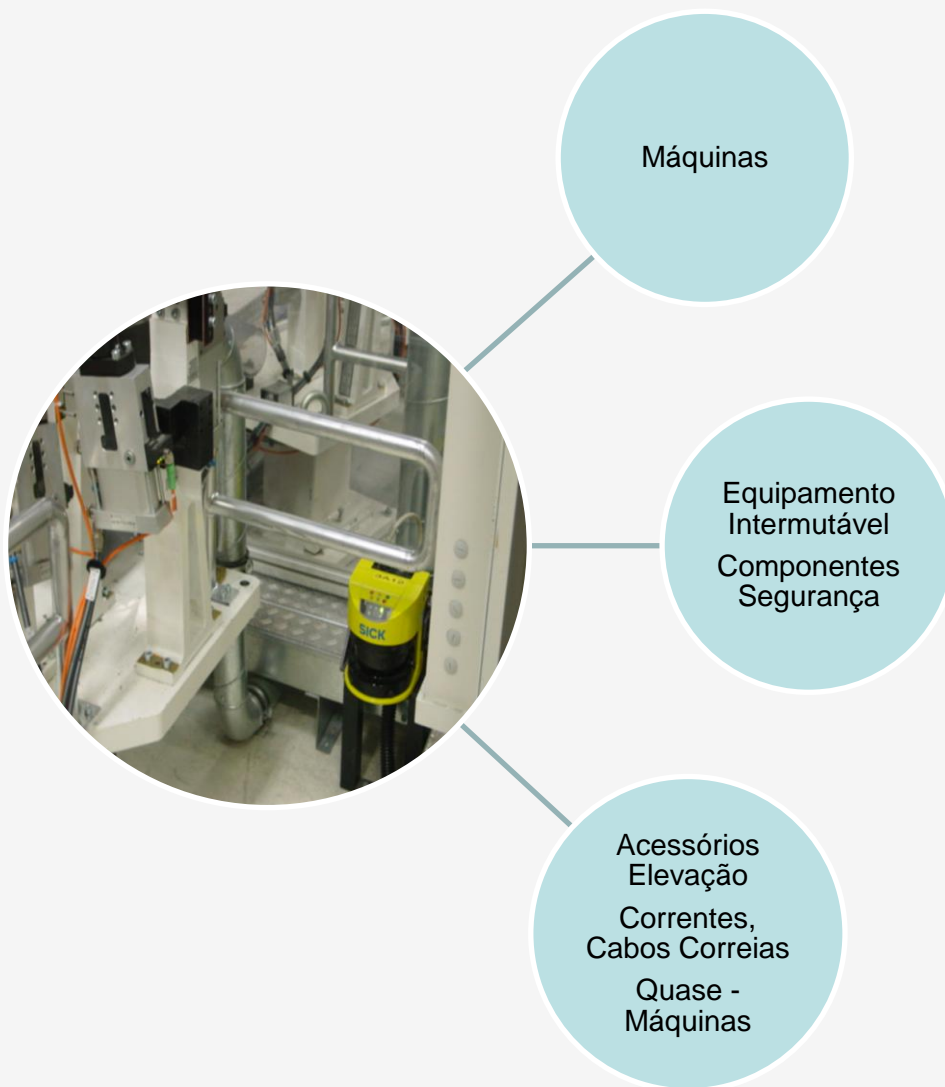 Máquinas
Equipamento
Intermutável
Componentes
Segurança
SICK
Acessórios
Elevação
Correntes,
Cabos Correias
Quase -
Máquinas